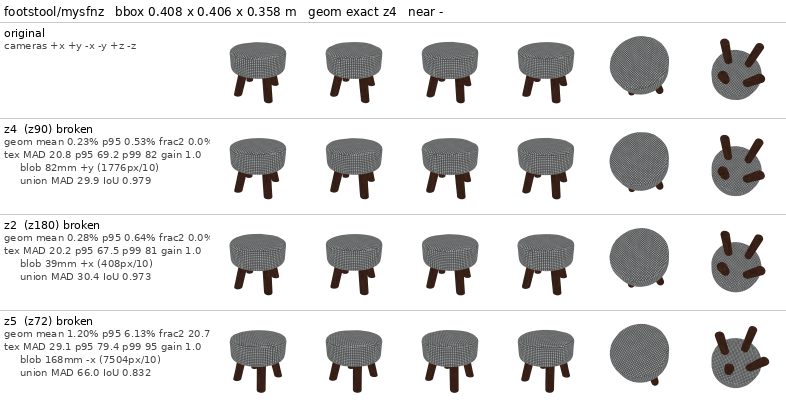 footstool/mysfnz   bbox 0.408 x 0.406 x 0.358 m   geom exact z4   near -
original
cameras +x +y -x -y +z -z
z4  (z90) broken
geom mean 0.23% p95 0.53% frac2 0.0%
tex MAD 20.8 p95 69.2 p99 82 gain 1.0
blob 82mm +y (1776px/10)
union MAD 29.9 IoU 0.979
z2  (z180) broken
geom mean 0.28% p95 0.64% frac2 0.0%
tex MAD 20.2 p95 67.5 p99 81 gain 1.0
blob 39mm +x (408px/10)
union MAD 30.4 IoU 0.973
z5  (z72) broken
geom mean 1.20% p95 6.13% frac2 20.7
tex MAD 29.1 p95 79.4 p99 95 gain 1.0
blob 168mm -x (7504px/10)
union MAD 66.0 IoU 0.832